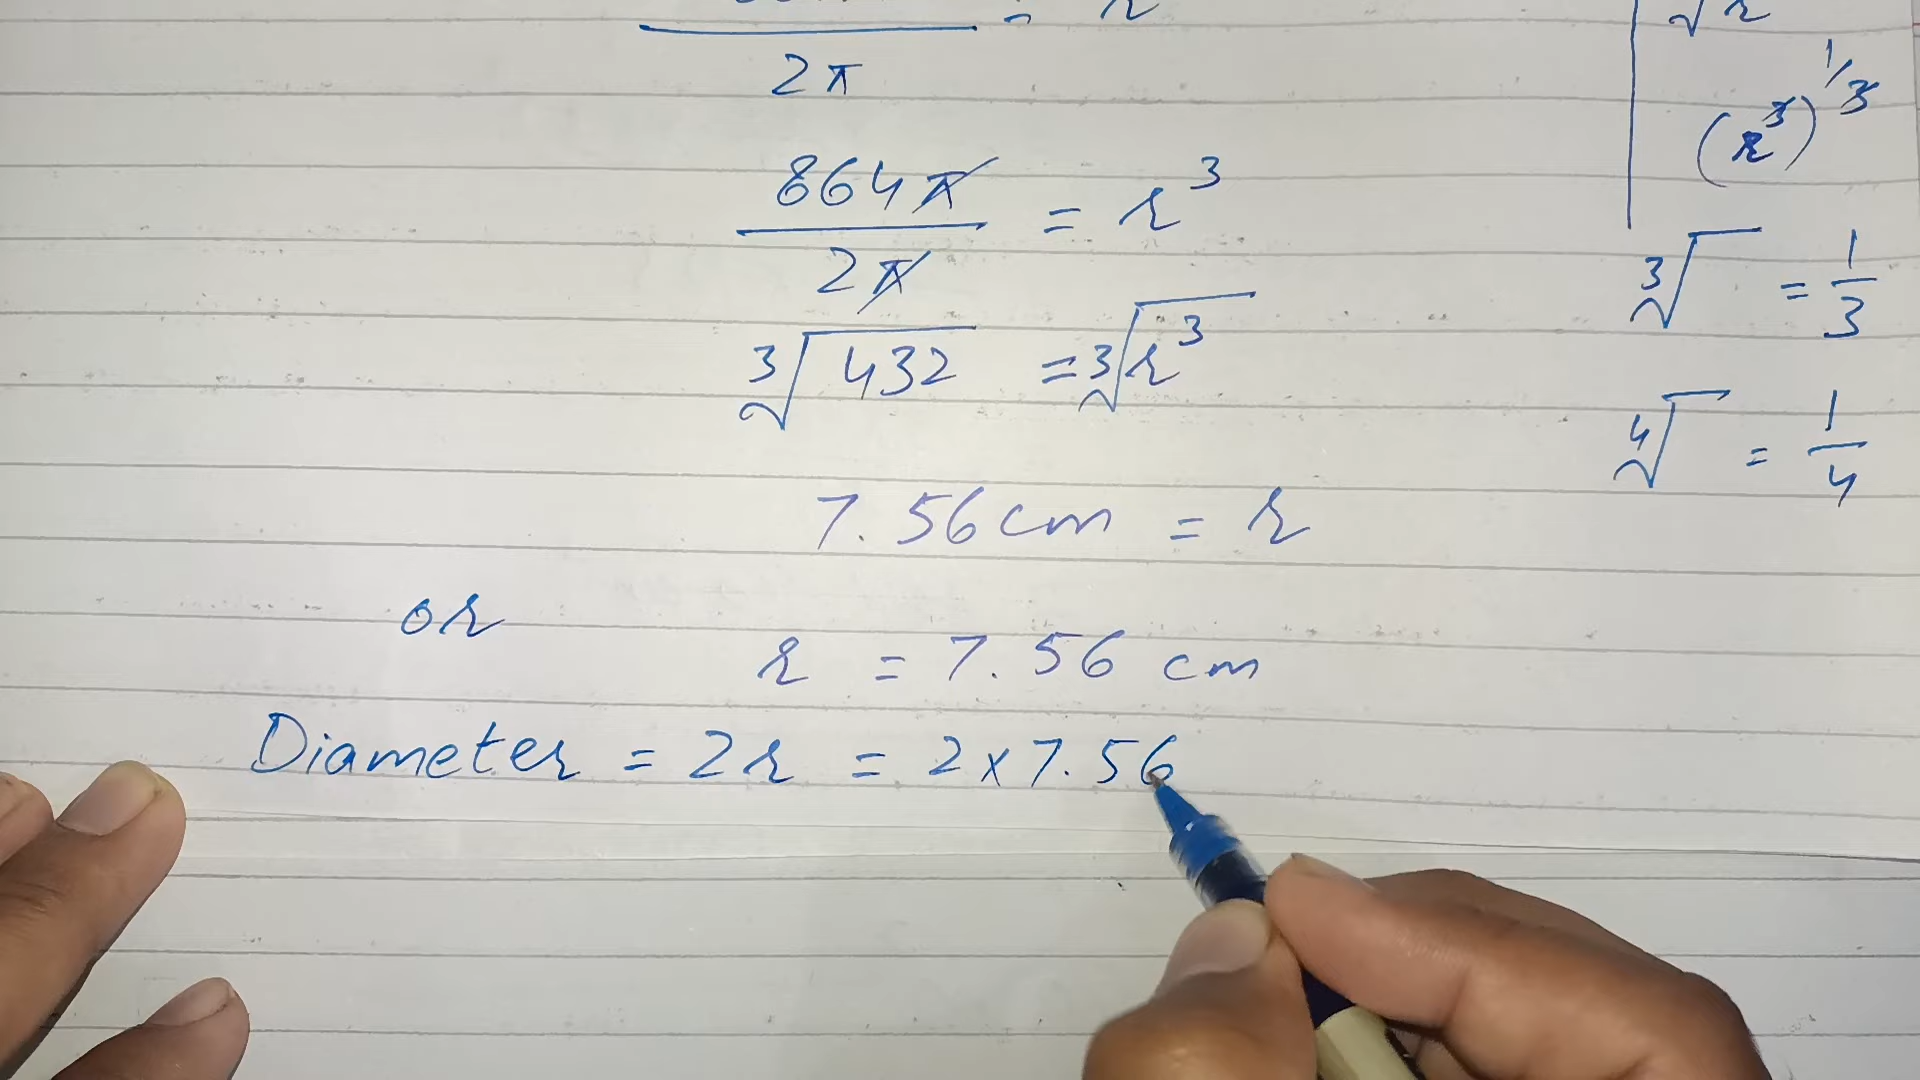 = r
2π
864π / 2π = r³
∛432 = ∛r³
7.56 cm = r
or
r = 7.56 cm
Diameter = 2r = 2 x 7.56
√r
(r³)^1/3
∛ = 1/3
∜ = 1/4